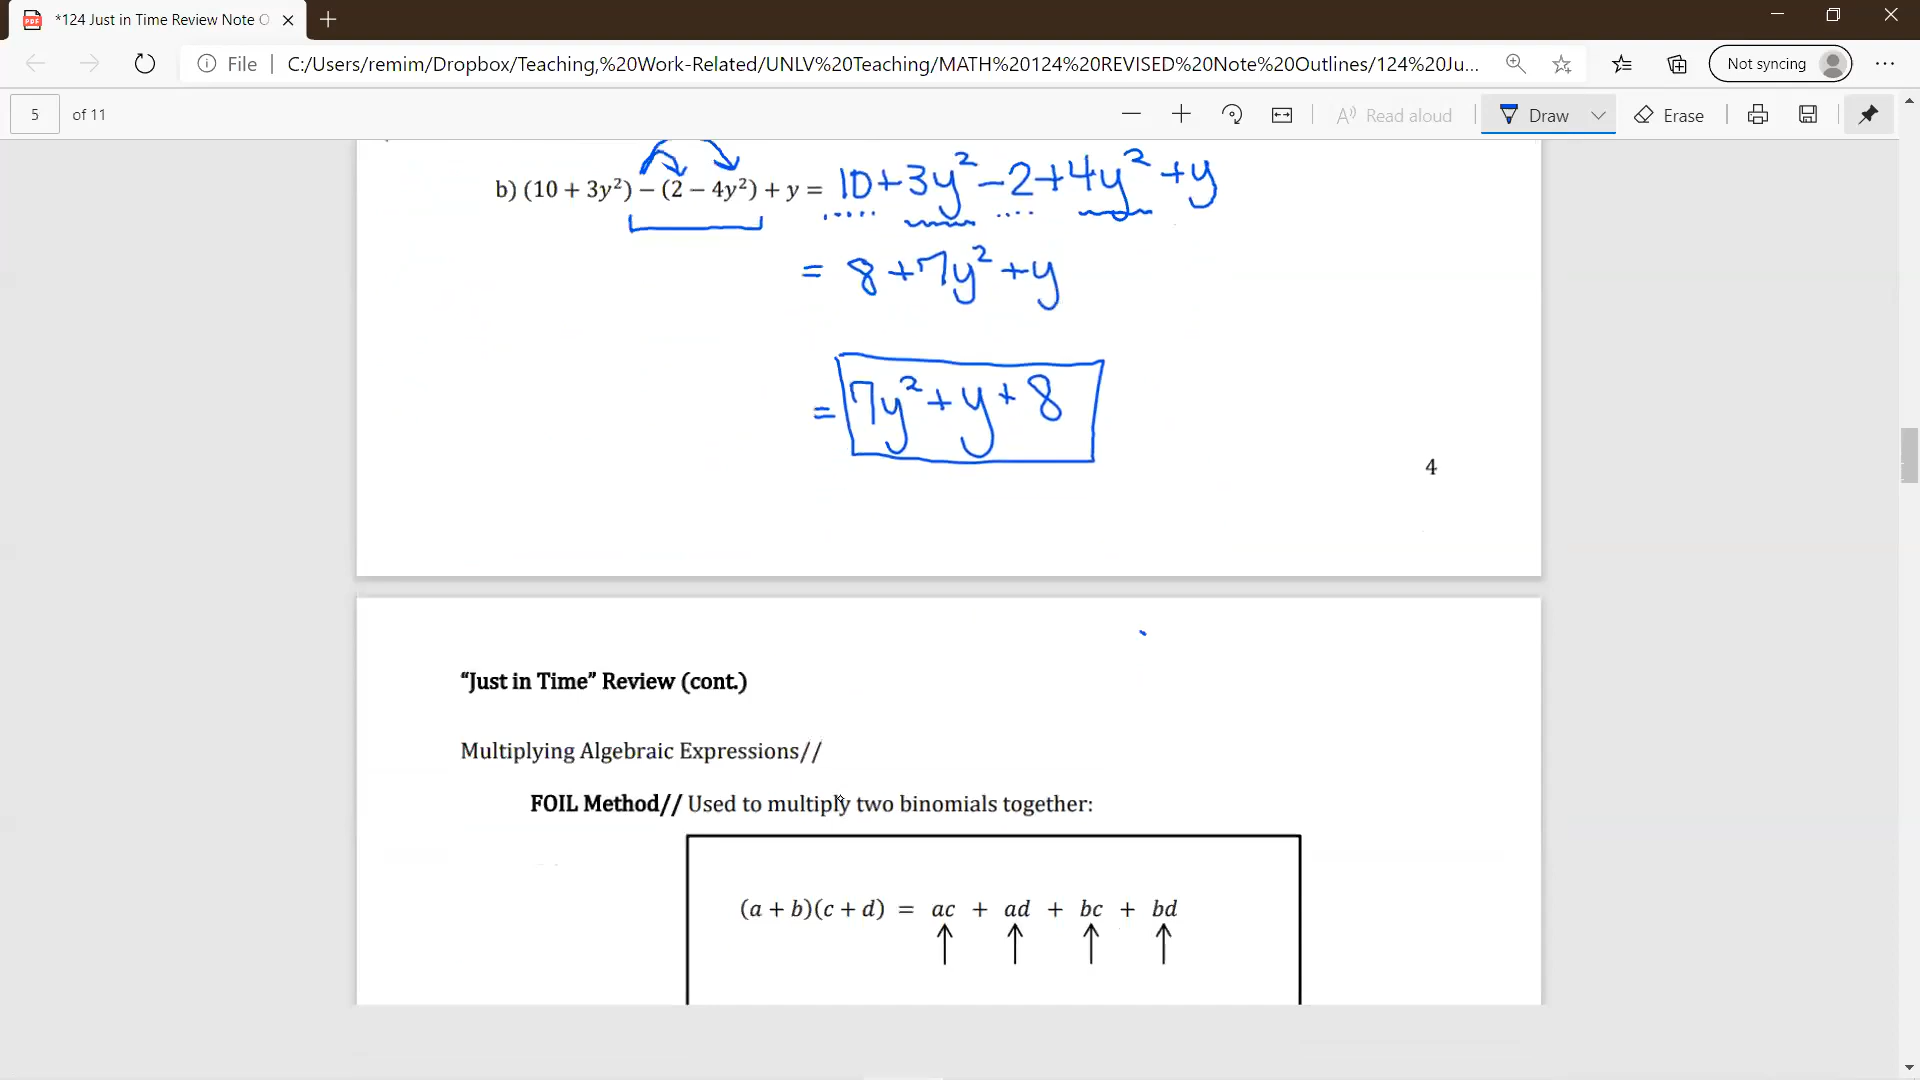 *124 Just in Time Review Note O
File | C:/Users/remim/Dropbox/Teaching,%20Work-Related/UNLV%20Teaching/MATH%20124%20REVISED%20Note%20Outlines/124%20Ju... Not syncing
5 of 11 Read aloud Draw Erase
b) (10 + 3y²) − (2 − 4y²) + y = 10+3y²−2+4y²+y
= 8+7y²+y
= 7y²+y+8
4
“Just in Time” Review (cont.)
Multiplying Algebraic Expressions//
FOIL Method// Used to multiply two binomials together:
(a + b)(c + d) = ac + ad + bc + bd